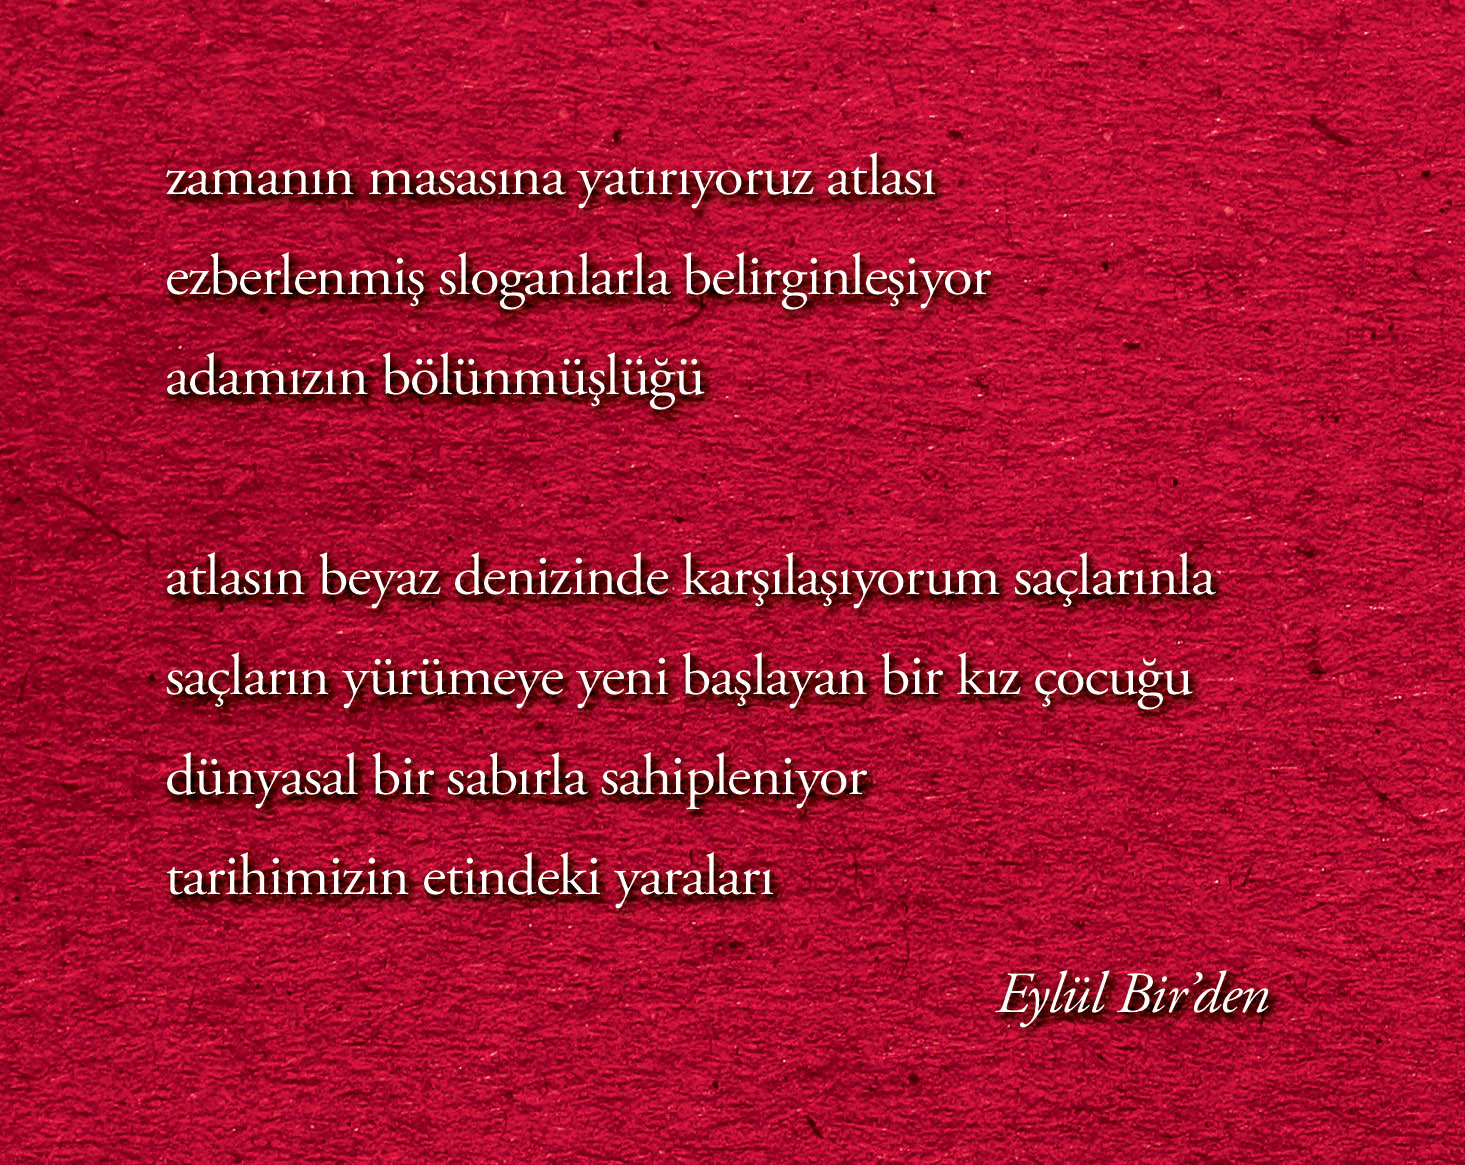 zamanın masasına yatırıyoruz atlası
ezberlenmiş sloganlarla belirginleşiyor
adamızın bölünmüşlüğü
atlasın beyaz denizinde karşılaşıyorum saçlarınla
saçların yürümeye yeni başlayan bir kız çocuğu
dünyasal bir sabırla sahipleniyor
tarihimizin etindeki yaraları
Eylül Bir’den